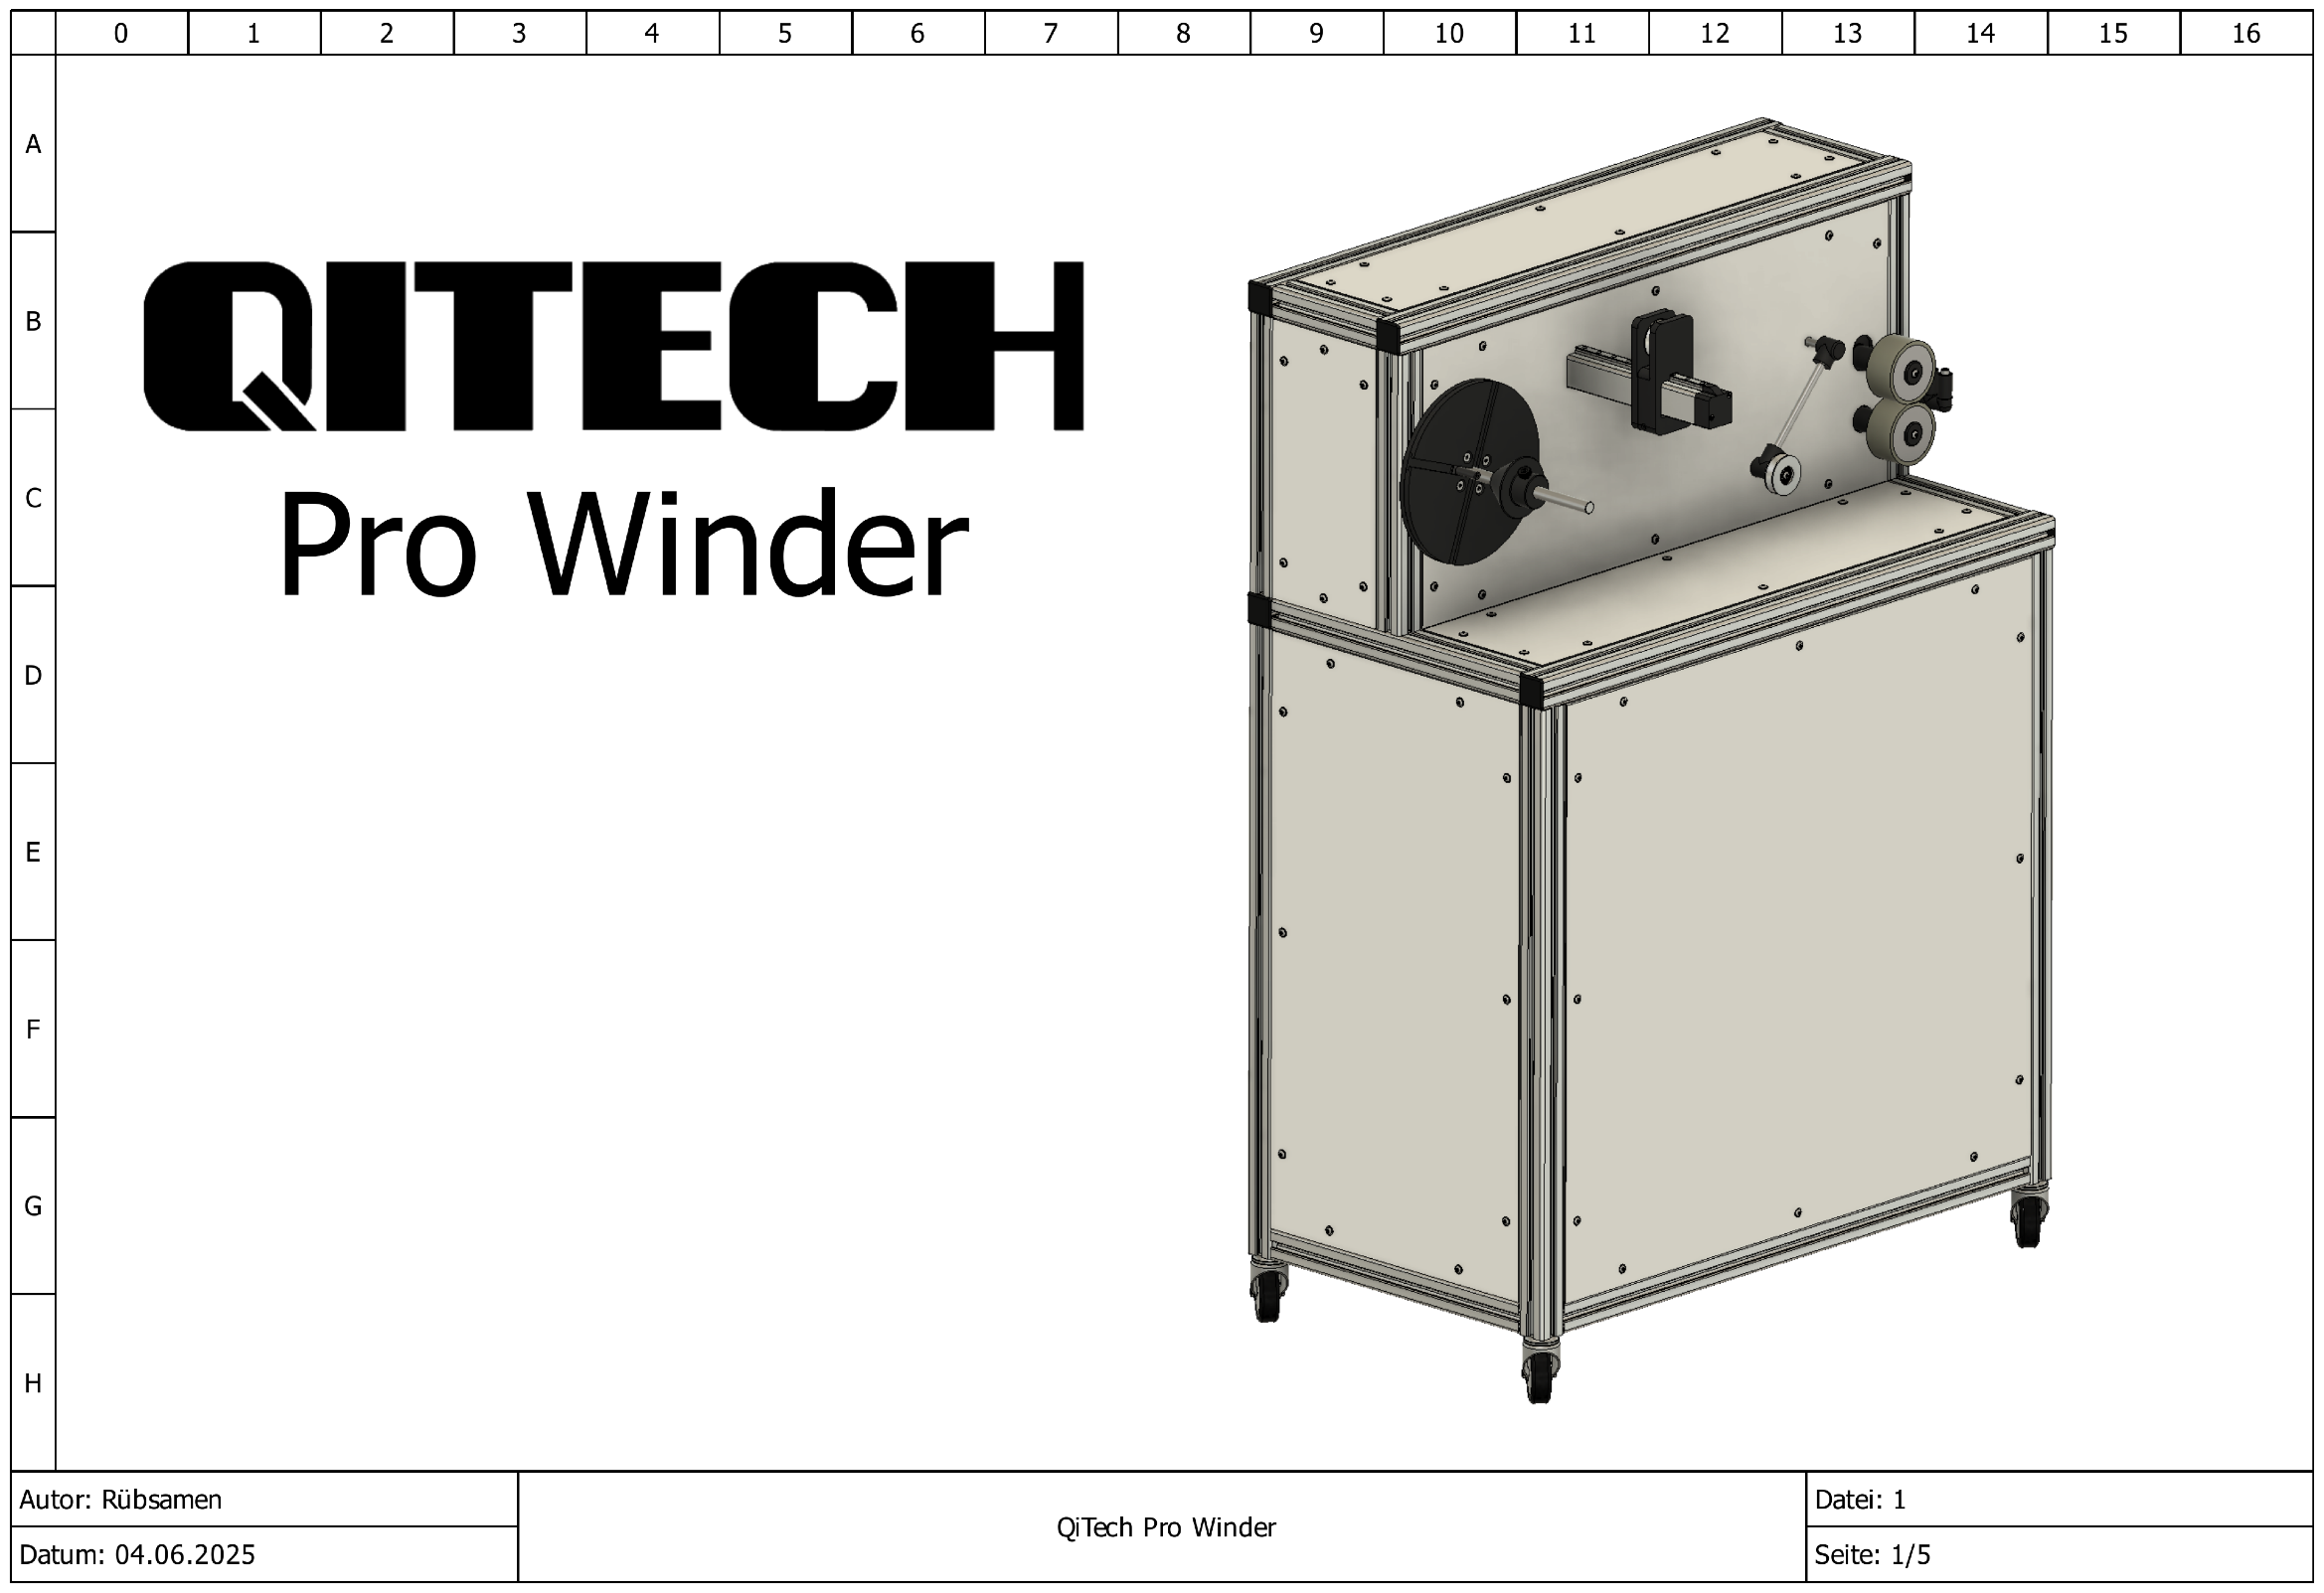 0 1 2 3 4 5 6 7 8 9 10 11 12 13 14 15 16
A
B
QITECH
Pro Winder
C
D
E
F
G
H
Autor: Rübsamen
Datum: 04.06.2025
QiTech Pro Winder
Datei: 1
Seite: 1/5